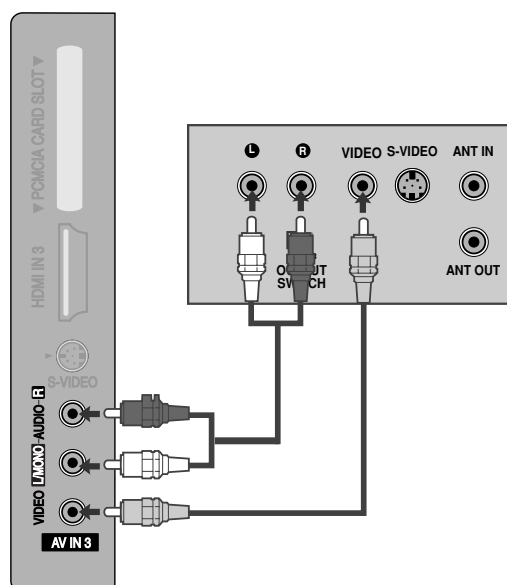 ▼ PCMCIA CARD SLOT ▼
HDMI IN 3
S-VIDEO
VIDEO L/MONO-AUDIO-R
AV IN 3
L R VIDEO S-VIDEO ANT IN
ANT OUT
SWITCH